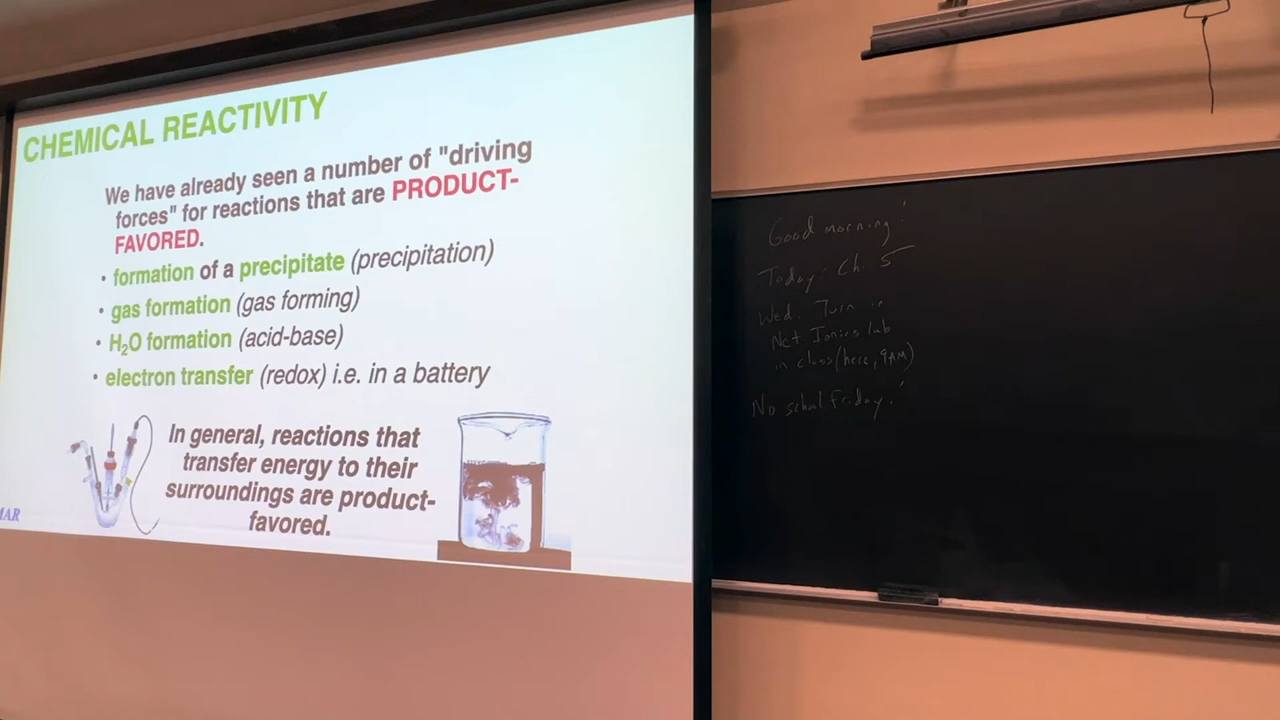 CHEMICAL REACTIVITY
We have already seen a number of "driving
forces" for reactions that are PRODUCT-
FAVORED.
• formation of a precipitate (precipitation)
• gas formation (gas forming)
• H₂O formation (acid-base)
• electron transfer (redox) i.e. in a battery
In general, reactions that
transfer energy to their
surroundings are product-
favored.
MAR
Good morning!
Today: Ch. 5
Wed. Turn in
Net Ionics lab
in class (here, 9AM)
No school Friday!